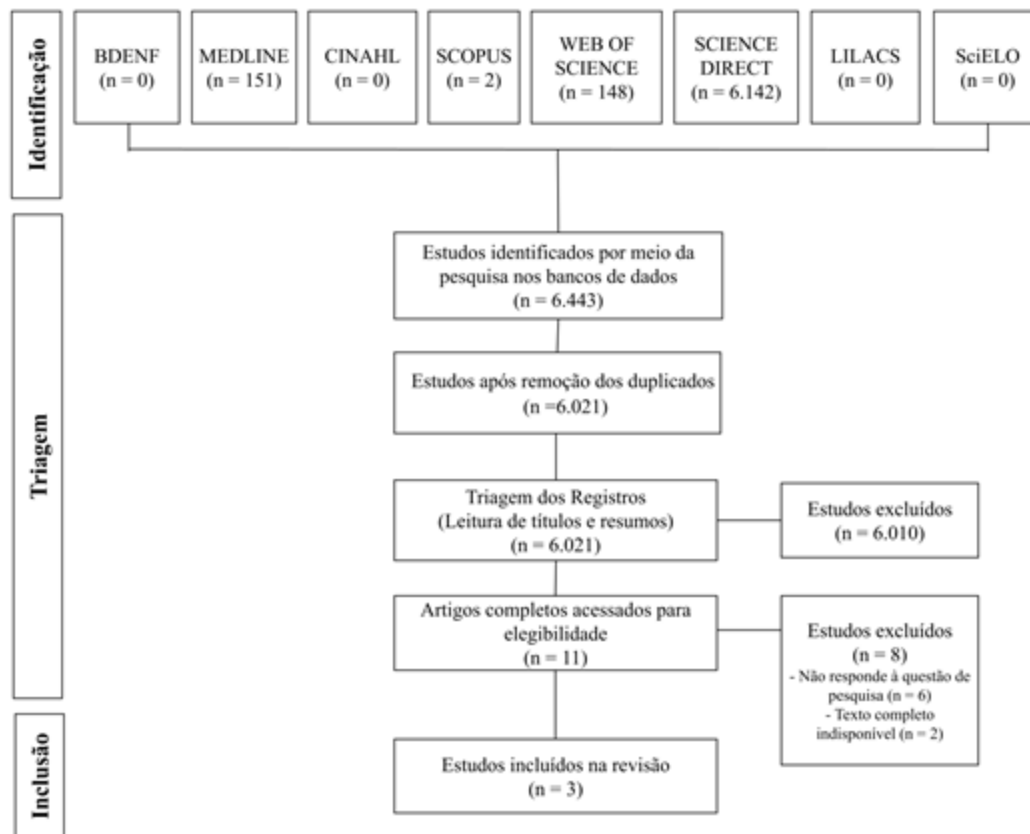 Identificação
BDENF
(n = 0)
MEDLINE
(n = 151)
CINAHL
(n = 0)
SCOPUS
(n = 2)
WEB OF
SCIENCE
(n = 148)
SCIENCE
DIRECT
(n = 6.142)
LILACS
(n = 0)
SciELO
(n = 0)
Triagem
Estudos identificados por meio da
pesquisa nos bancos de dados
(n = 6.443)
Estudos após remoção dos duplicados
(n =6.021)
Triagem dos Registros
(Leitura de títulos e resumos)
(n = 6.021)
Estudos excluídos
(n = 6.010)
Artigos completos acessados para
elegibilidade
(n = 11)
Estudos excluídos
(n = 8)
- Não responde à questão de
pesquisa (n = 6)
- Texto completo
indisponível (n = 2)
Inclusão
Estudos incluídos na revisão
(n = 3)